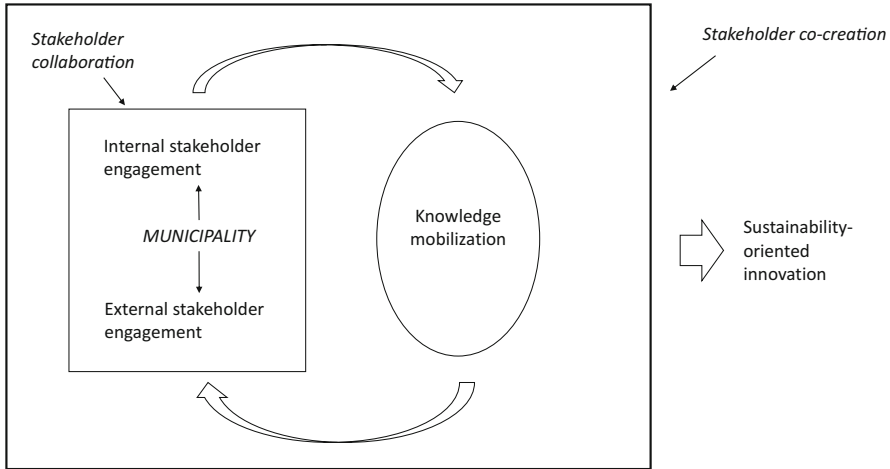 Stakeholder
collaboration
Stakeholder co-creation
Internal stakeholder
engagement
MUNICIPALITY
External stakeholder
engagement
Knowledge
mobilization
Sustainability-
oriented
innovation